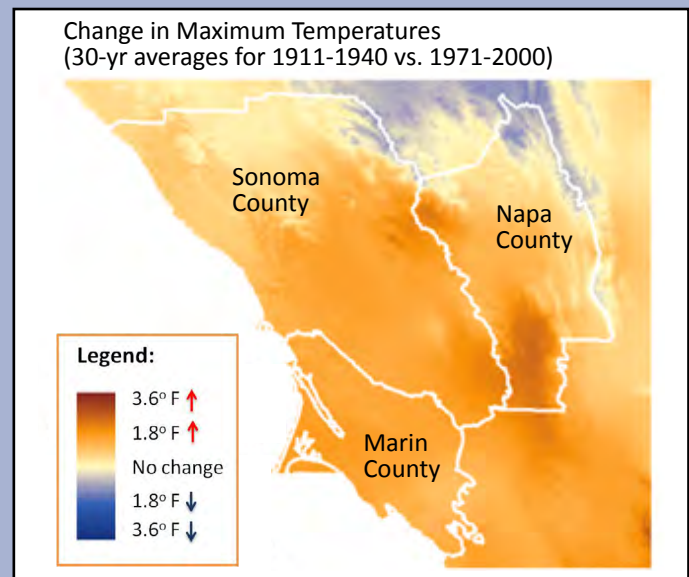 Change in Maximum Temperatures
(30-yr averages for 1911-1940 vs. 1971-2000)
Sonoma
County
Napa
County
Marin
County
Legend:
3.6° F ↑
1.8° F ↑
No change
1.8° F ↓
3.6° F ↓